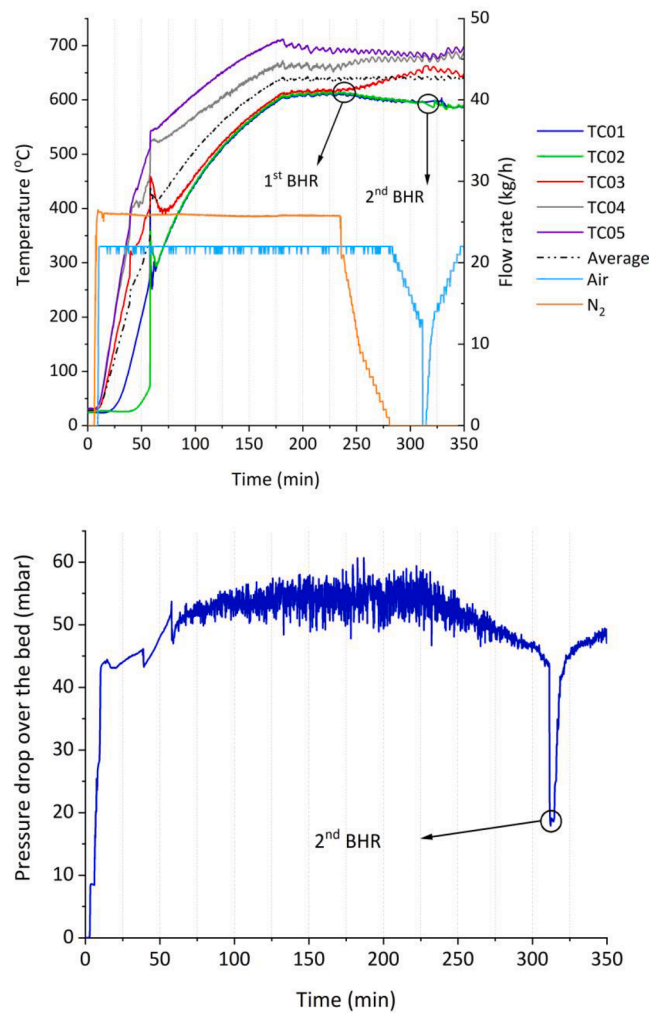 Temperature (°C)
700
600
500
400
300
200
100
0
0 50 100 150 200 250 300 350
Time (min)
50
40
30
20
10
0
Flow rate (kg/h)
1st BHR
2nd BHR
TC01
TC02
TC03
TC04
TC05
Average
Air
N2
Pressure drop over the bed (mbar)
60
50
40
30
20
10
0
2nd BHR
0 50 100 150 200 250 300 350
Time (min)